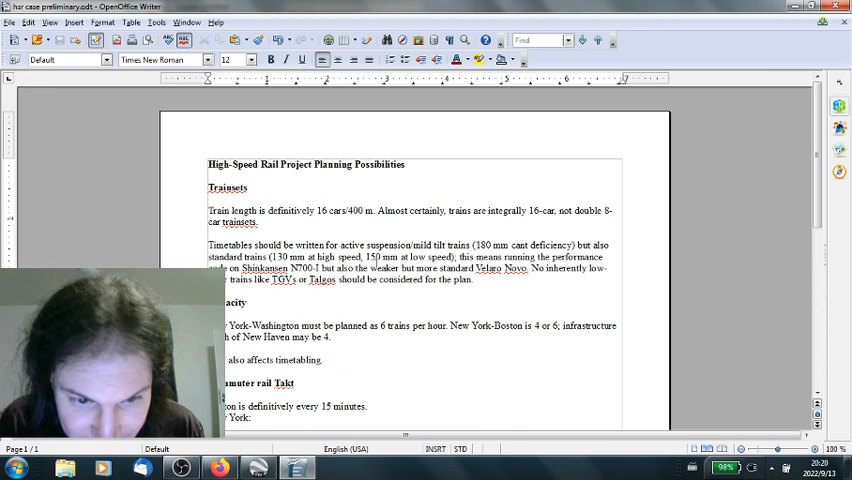 hsr case preliminary.odt - OpenOffice Writer
File Edit View Insert Format Table Tools Window Help
Find
Default Times New Roman 12 B I U
1 1 2 3 4 5 6 7
High-Speed Rail Project Planning Possibilities
Trainsets
Train length is definitively 16 cars/400 m. Almost certainly, trains are integrally 16-car, not double 8-
car trainsets.
Timetables should be written for active suspension/mild tilt trains (180 mm cant deficiency) but also
standard trains (130 mm at high speed, 150 mm at low speed); this means running the performance
on Shinkansen N700-I but also the weaker but more standard Velaro Novo. No inherently low-
trains like TGVs or Talgos should be considered for the plan.
York-Washington must be planned as 6 trains per hour. New York-Boston is 4 or 6; infrastructure
of New Haven may be 4.
also affects timetabling.
rail Takt
is definitively every 15 minutes.
York:
Page 1 / 1 Default English (USA) INSRT STD 100 %
98% 20:20
2022/9/13